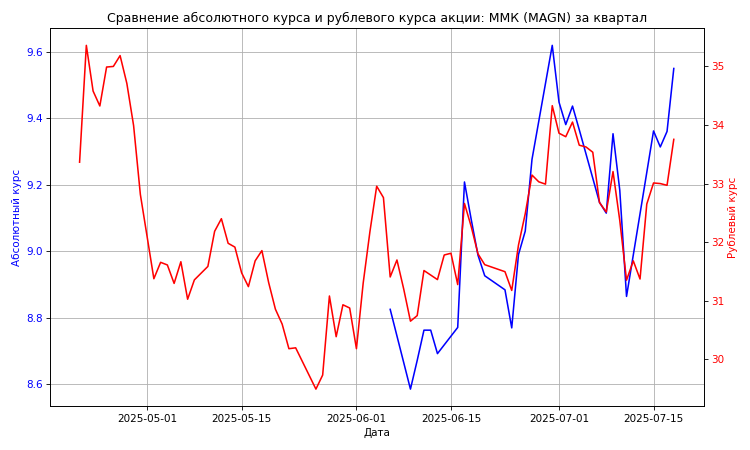 Сравнение абсолютного курса и рублевого курса акции: ММК (MAGN) за квартал
9.6
9.4
9.2
9.0
8.8
8.6
Абсолютный курс
35
34
33
32
31
30
Рублевый курс
2025-05-01 2025-05-15 2025-06-01 2025-06-15 2025-07-01 2025-07-15
Дата